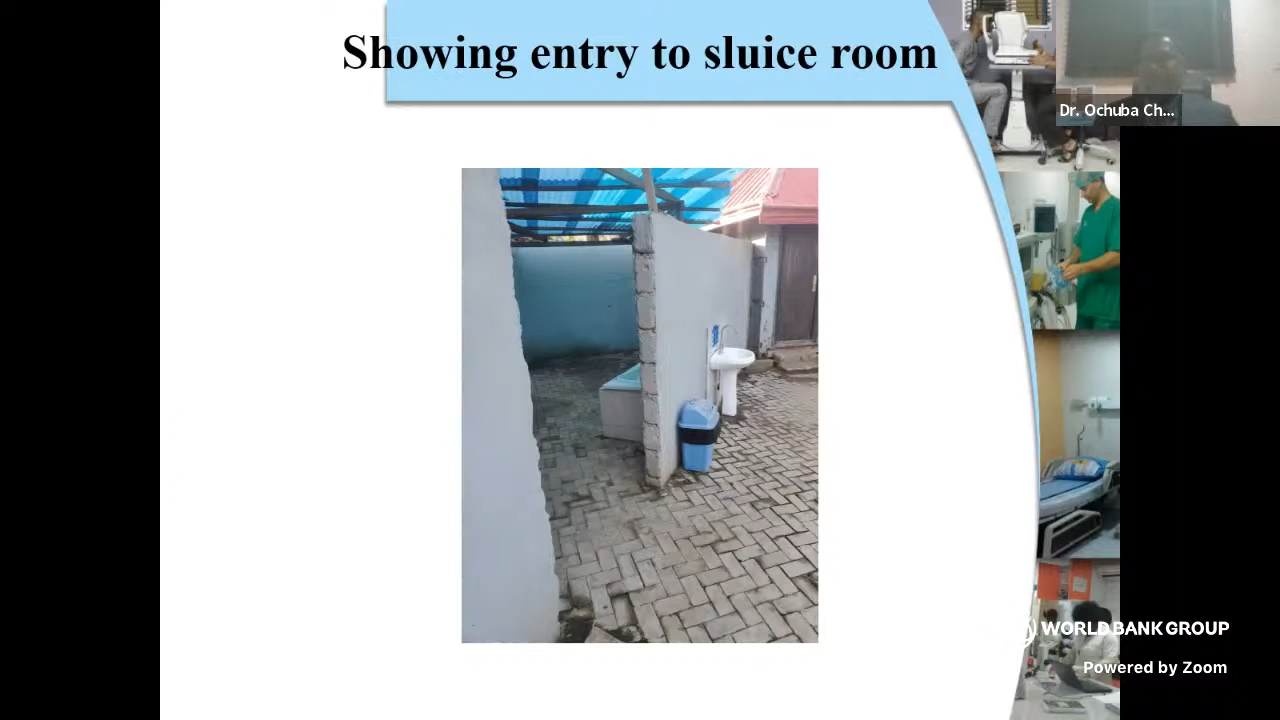 Showing entry to sluice room
Dr. Ochuba Ch...
WORLD BANK GROUP
Powered by Zoom